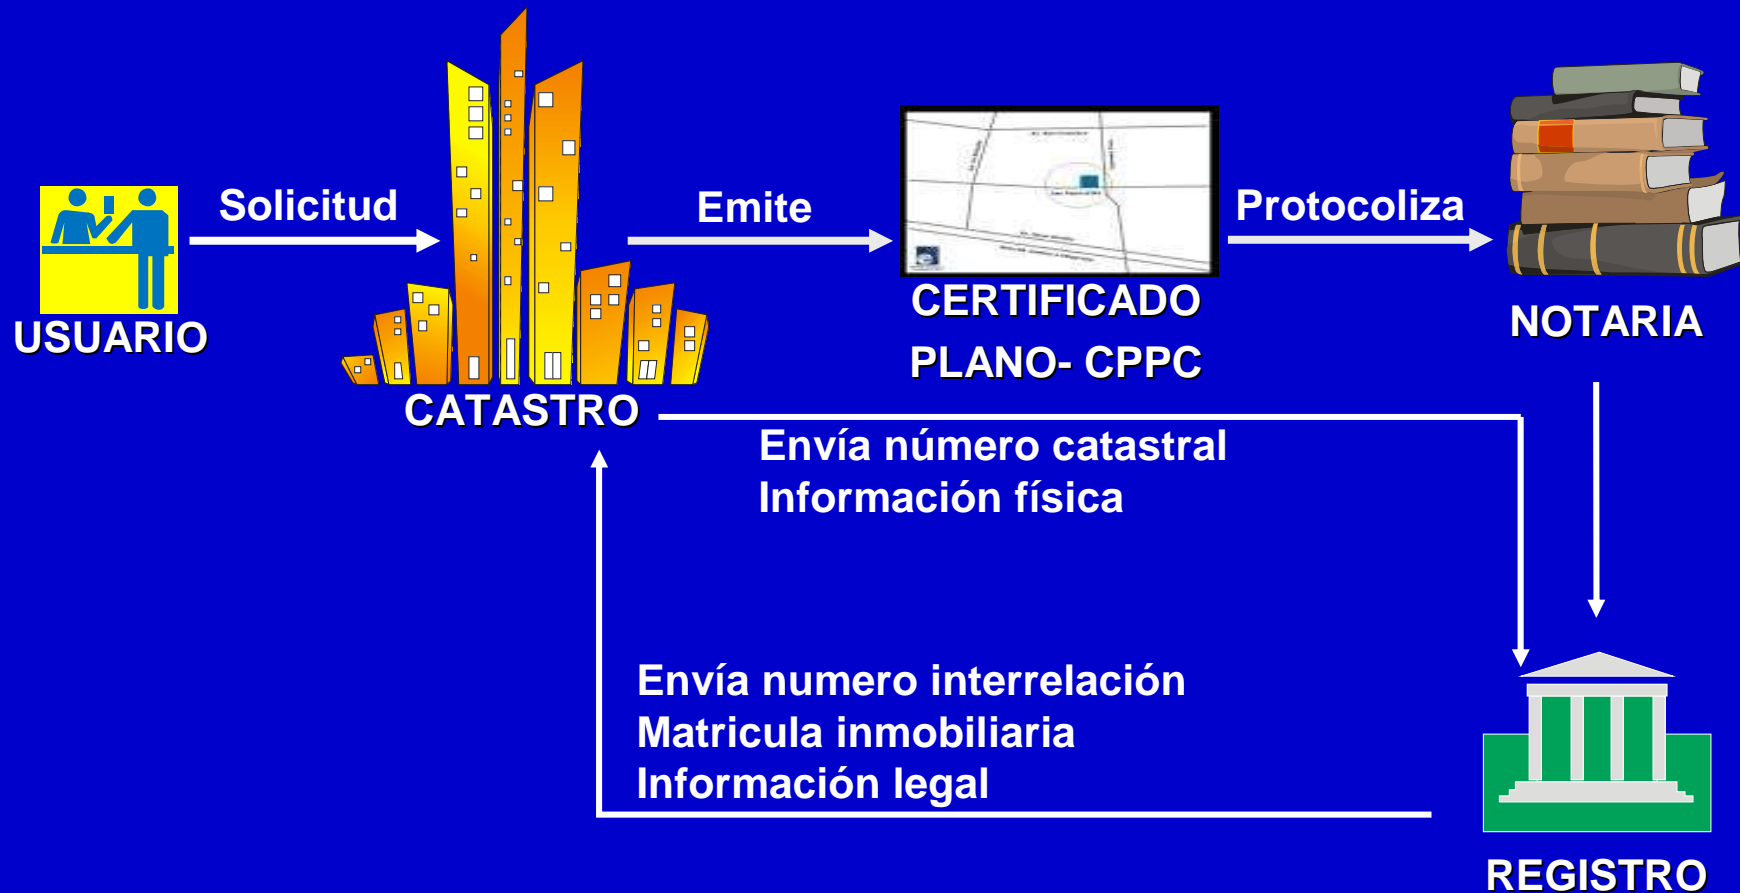 Solicitud
Emite
Protocoliza
USUARIO
CATASTRO
CERTIFICADO
PLANO- CPPC
NOTARIA
Envía número catastral
Información física
Envía numero interrelación
Matricula inmobiliaria
Información legal
REGISTRO